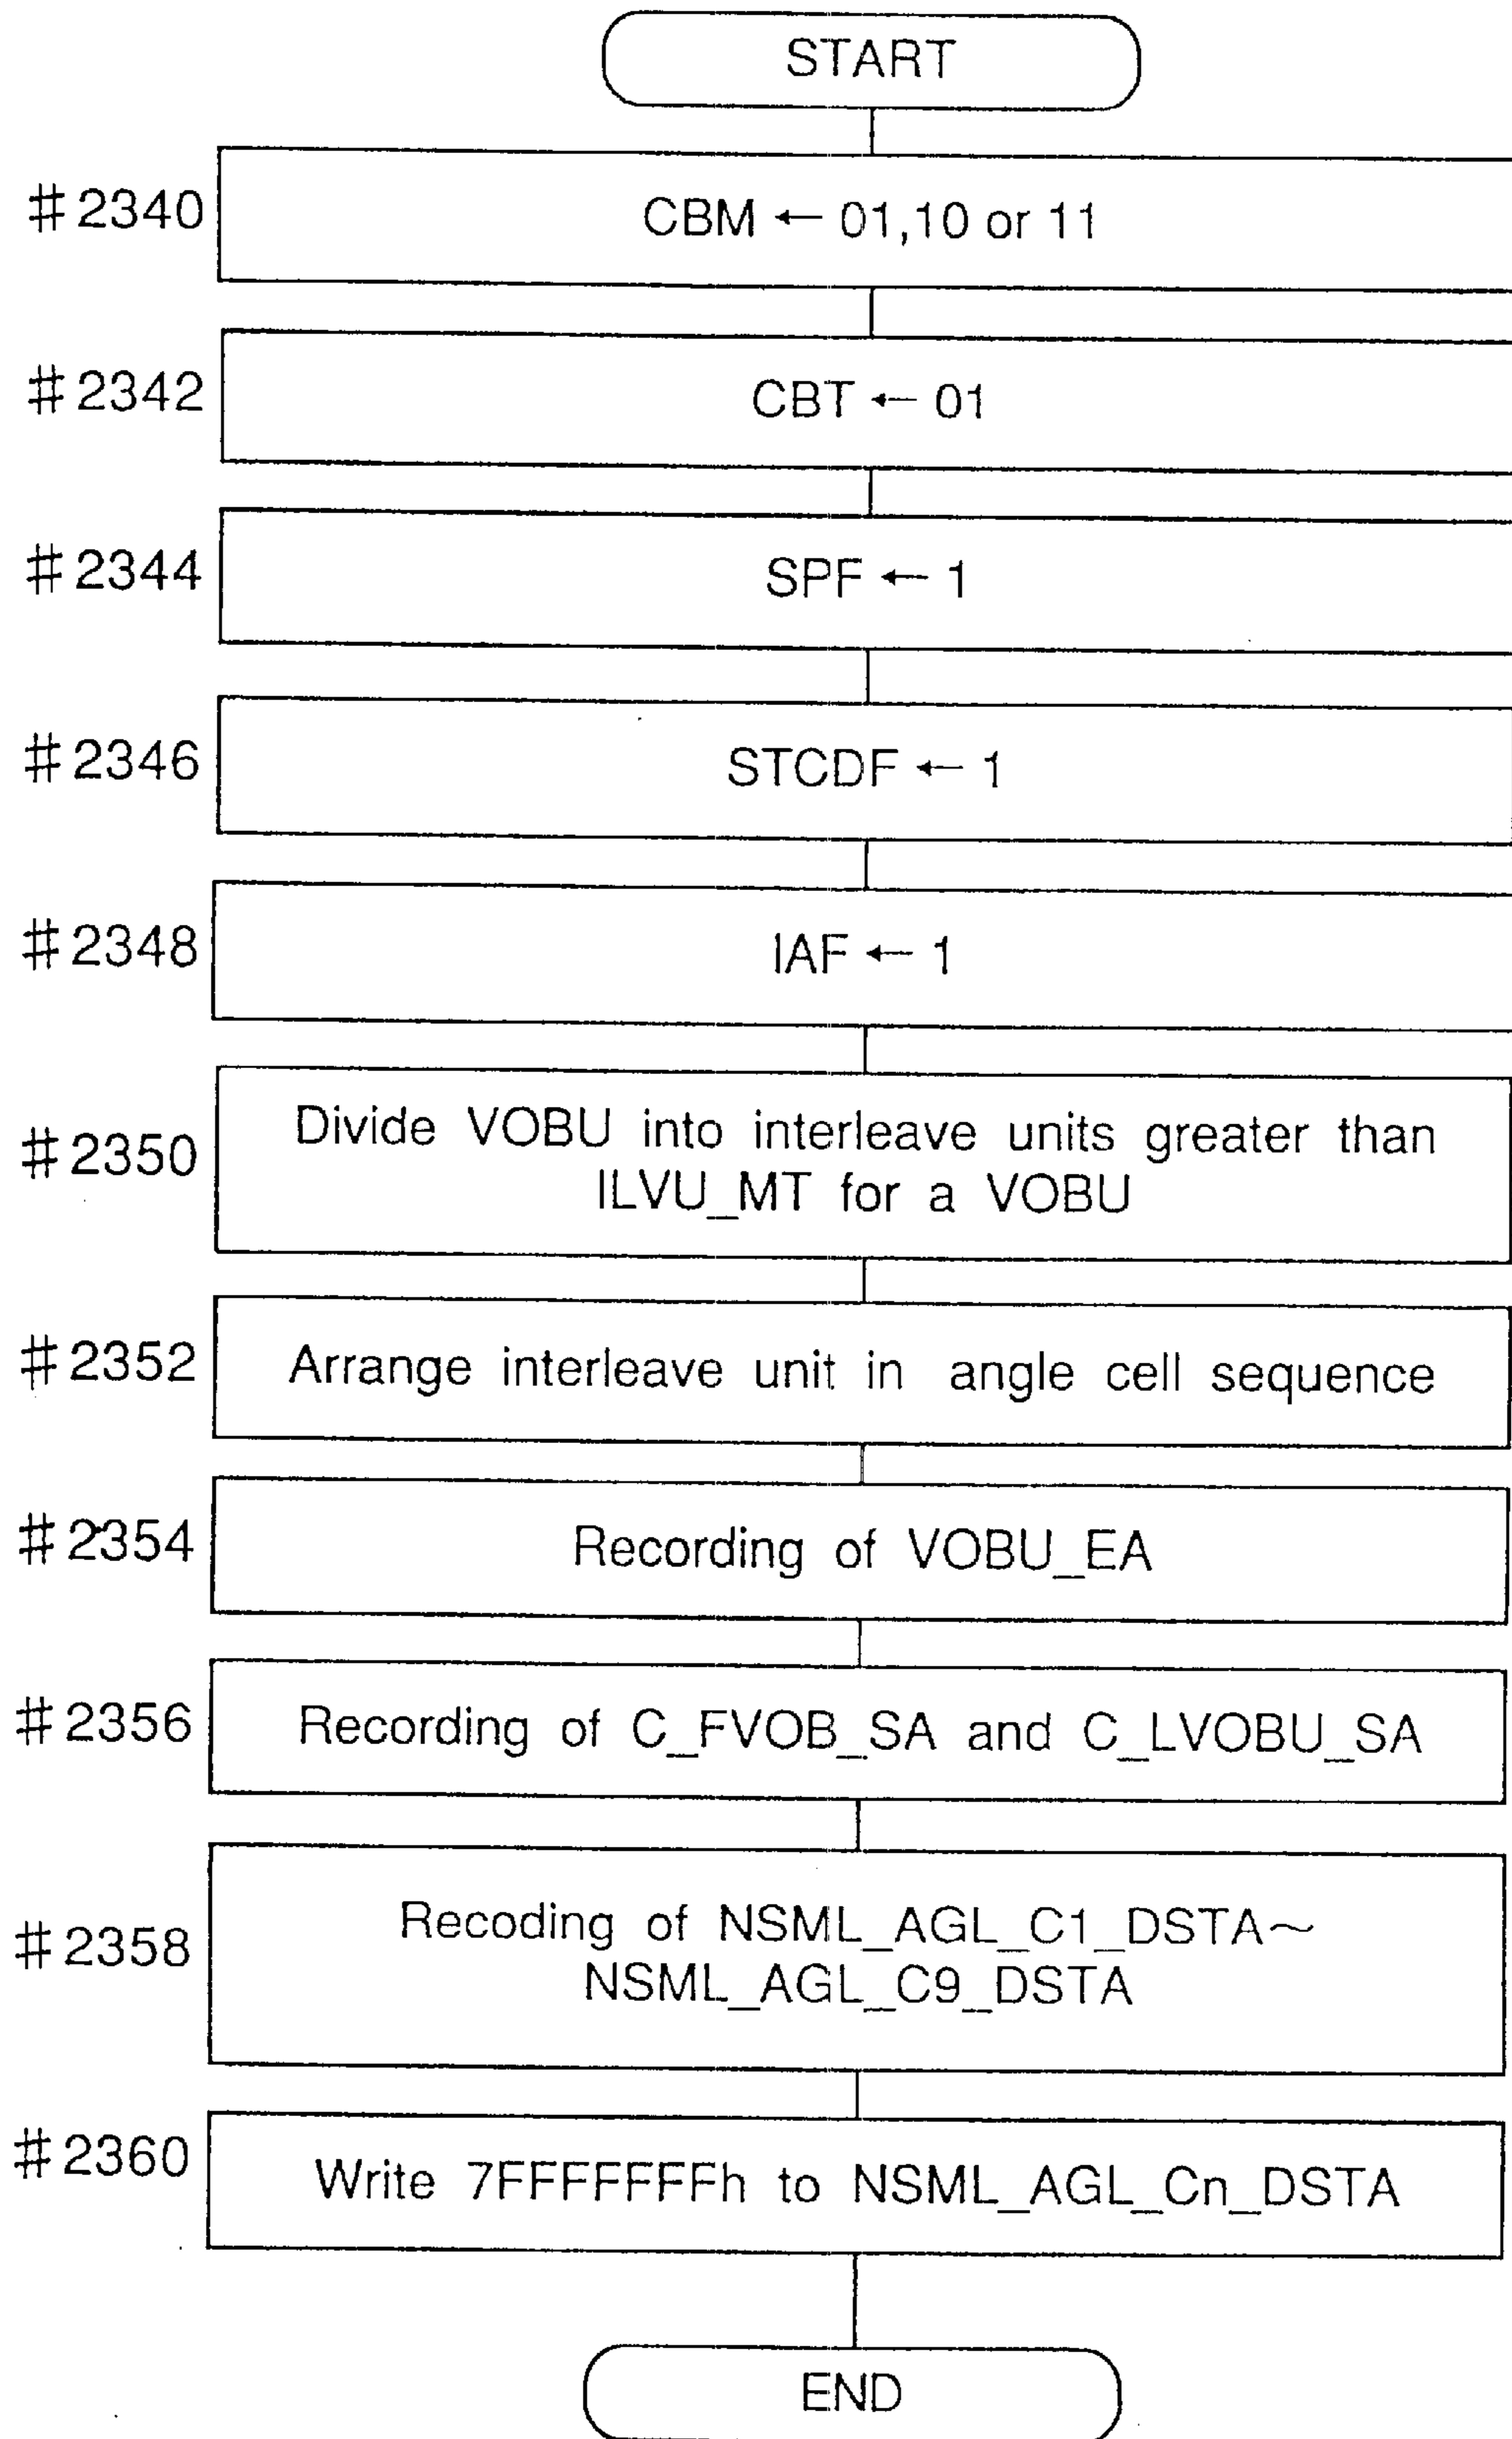 START
#2340
CBM ← 01,10 or 11
#2342
CBT ← 01
#2344
SPF ← 1
#2346
STCDF ← 1
#2348
IAF ← 1
#2350
Divide VOBU into interleave units greater than
ILVU_MT for a VOBU
#2352
Arrange interleave unit in angle cell sequence
#2354
Recording of VOBU_EA
#2356
Recording of C_FVOB_SA and C_LVOBU_SA
#2358
Recoding of NSML_AGL_C1_DSTA~
NSML_AGL_C9_DSTA
#2360
Write 7FFFFFFFh to NSML_AGL_Cn_DSTA
END